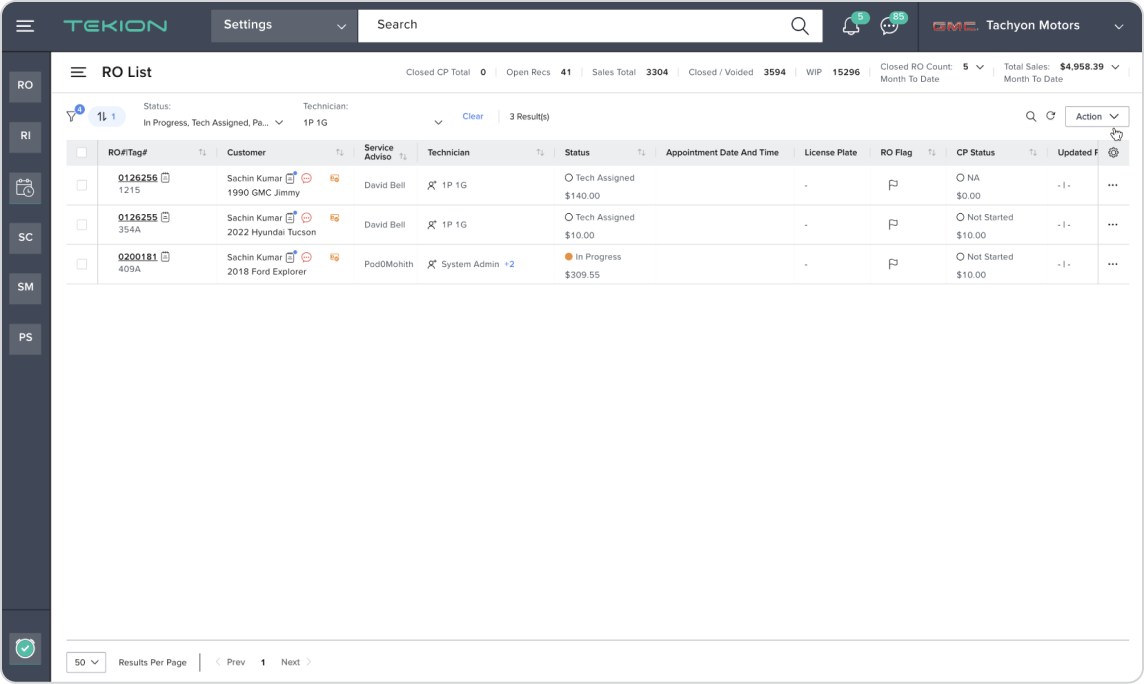 TEKION
Settings
Search
5
85
GMC
Tachyon Motors
RO
RI
SC
SM
PS
RO List
Closed CP Total 0
Open Recs 41
Sales Total 3304
Closed / Voided 3594
WIP 15296
Closed RO Count: 5
Month To Date
Total Sales: $4,958.39
Month To Date
4
1
Status:
In Progress, Tech Assigned, Pa...
Technician:
1P 1G
Clear
3 Result(s)
Action
RO#|Tag#
Customer
Service
Adviso
Technician
Status
Appointment Date And Time
License Plate
RO Flag
CP Status
Updated P
0126256
1215
Sachin Kumar
1990 GMC Jimmy
David Bell
1P 1G
Tech Assigned
$140.00
-
NA
$0.00
- | -
0126255
354A
Sachin Kumar
2022 Hyundai Tucson
David Bell
1P 1G
Tech Assigned
$10.00
-
Not Started
$10.00
- | -
0200181
409A
Sachin Kumar
2018 Ford Explorer
Pod0Mohith
System Admin +2
In Progress
$309.55
-
Not Started
$10.00
- | -
50
Results Per Page
Prev
1
Next